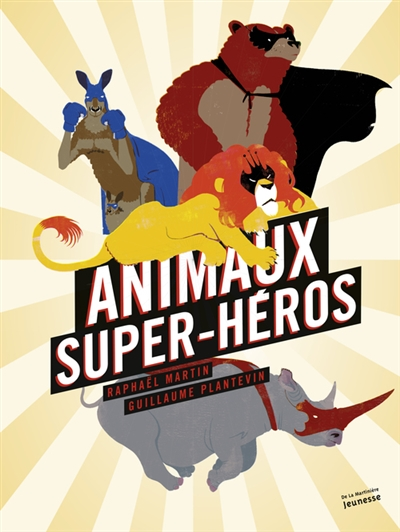 ANIMAUX
SUPER-HÉROS
RAPHAËL MARTIN
GUILLAUME PLANTEVIN
De La Martinière
jeunesse